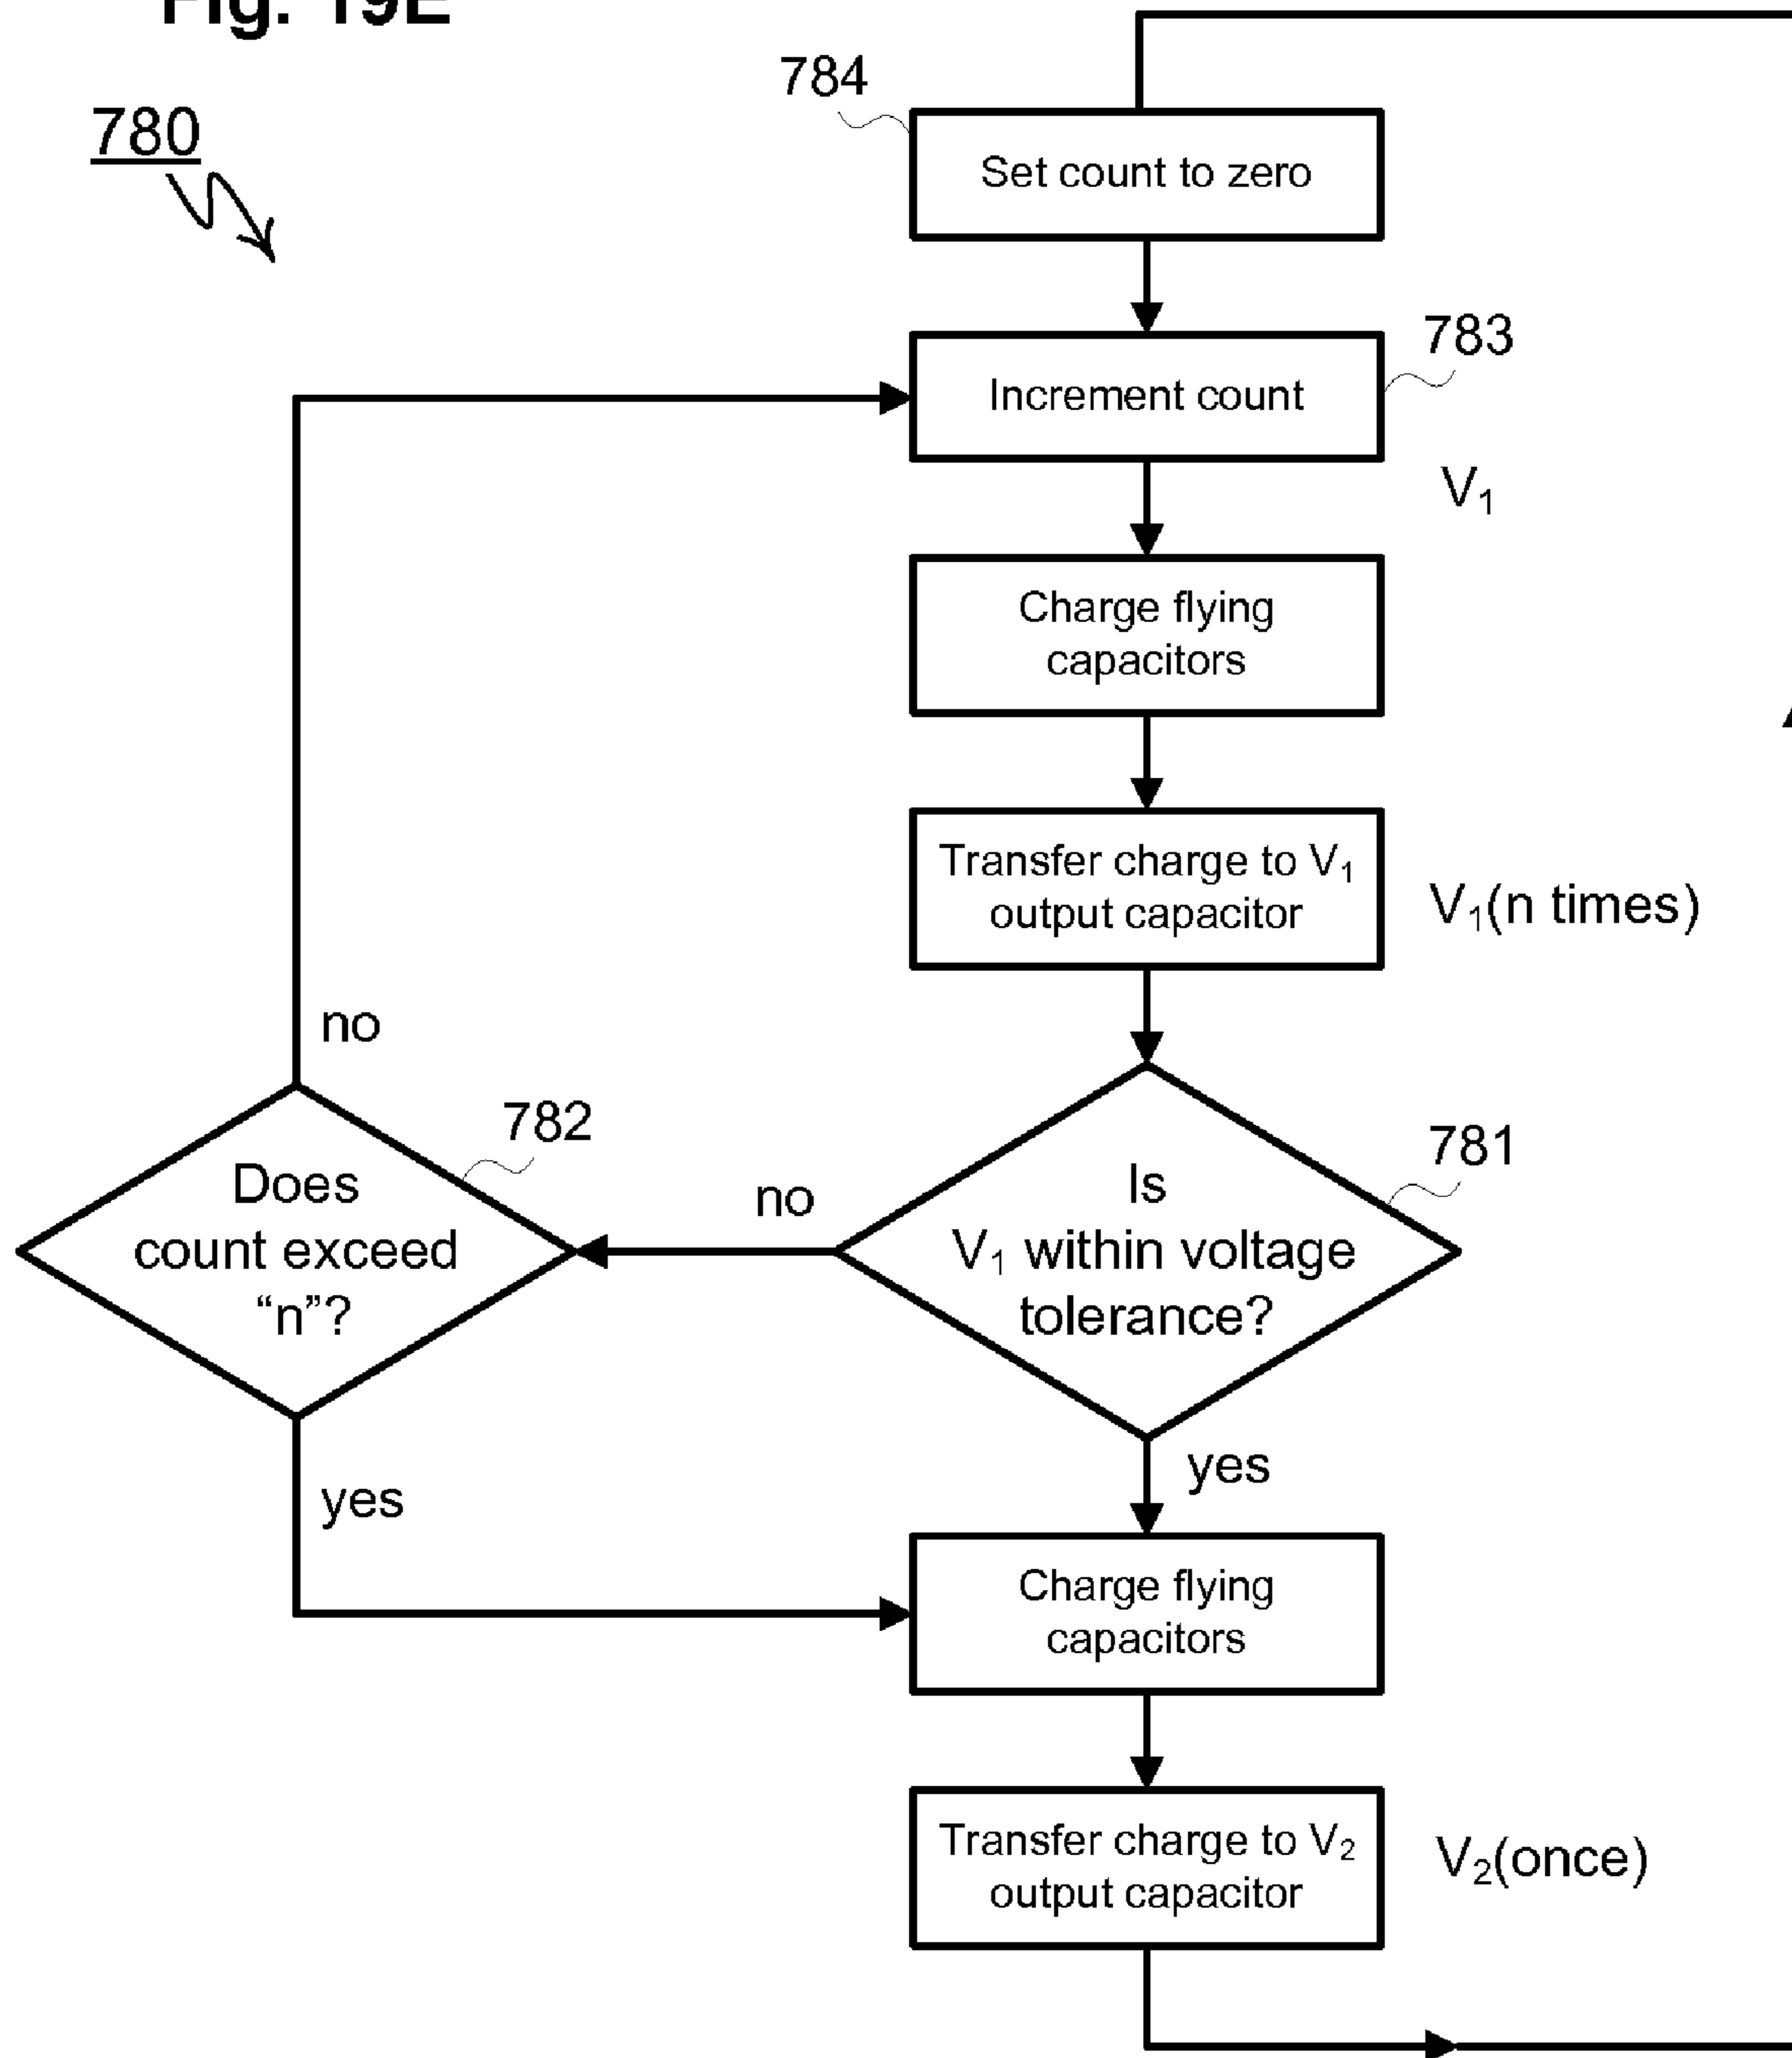 Fig. 19E
780
784
Set count to zero
783
Increment count
V₁
Charge flying
capacitors
Transfer charge to V₁
output capacitor
V₁(n times)
no
782
Does
count exceed
“n”?
no
781
Is
V₁ within voltage
tolerance?
yes
yes
Charge flying
capacitors
Transfer charge to V₂
output capacitor
V₂(once)